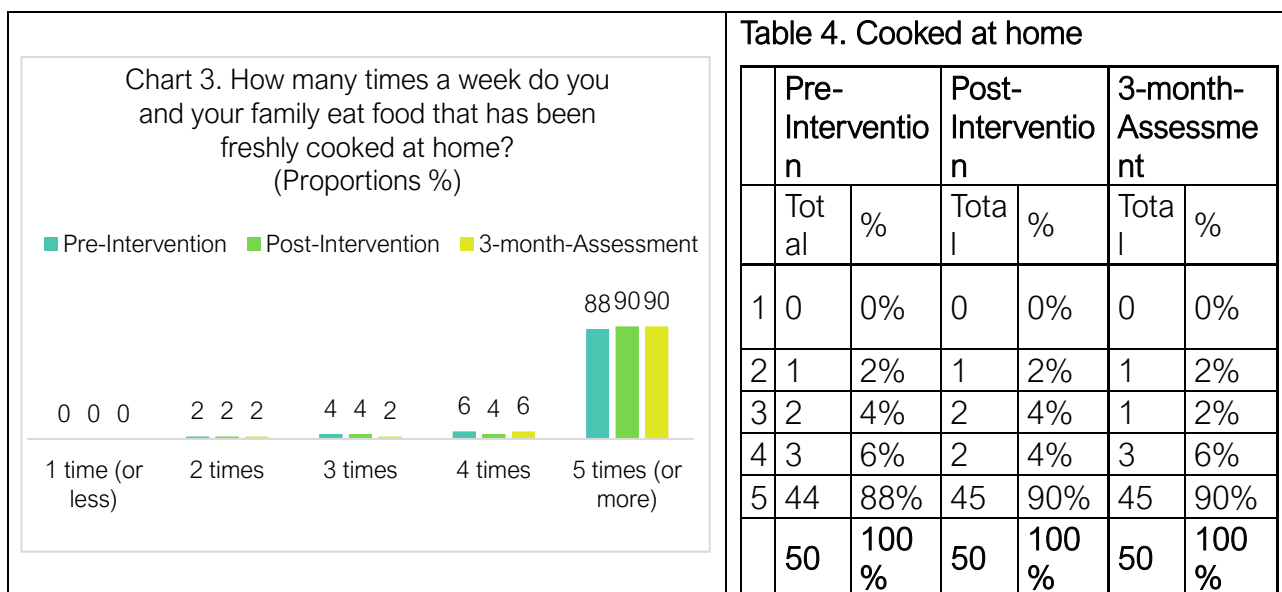 Chart 3. How many times a week do you
and your family eat food that has been
freshly cooked at home?
(Proportions %)
Pre-Intervention Post-Intervention 3-month-Assessment
88 90 90
0 0 0 2 2 2 4 4 2 6 4 6
1 time (or 2 times 3 times 4 times 5 times (or
less) more)
Table 4. Cooked at home
Pre- Post- 3-month-
Interventio Interventio Assessme
n n nt
Tot % Tota % Tota %
al l l
1 0 0% 0 0% 0 0%
2 1 2% 1 2% 1 2%
3 2 4% 2 4% 1 2%
4 3 6% 2 4% 3 6%
5 44 88% 45 90% 45 90%
50 100 50 100 50 100
% % %